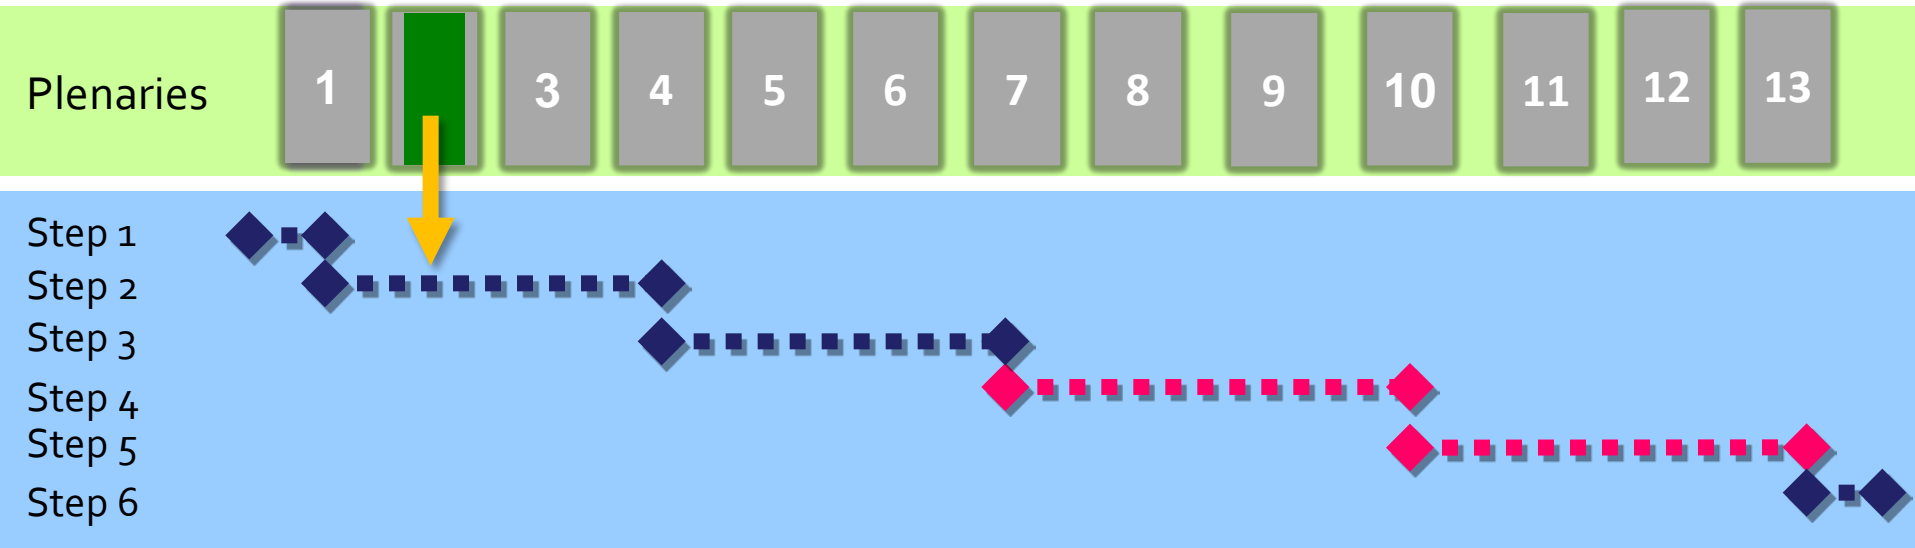 Plenaries 1 3 4 5 6 7 8 9 10 11 12 13
Step 1
Step 2
Step 3
Step 4
Step 5
Step 6